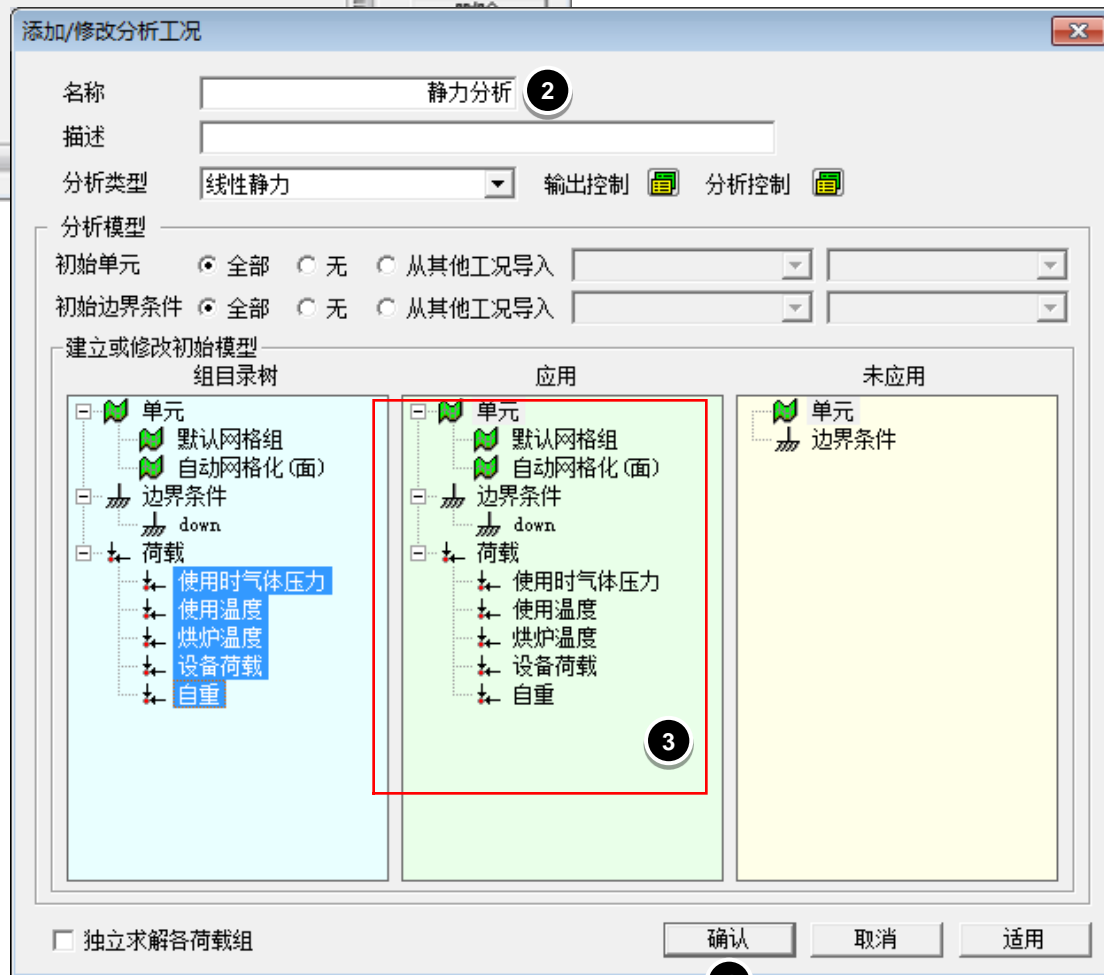 添加/修改分析工况
名称 静力分析 2
描述
分析类型 线性静力 输出控制 分析控制
分析模型
初始单元 全部 无 从其他工况导入
初始边界条件 全部 无 从其他工况导入
建立或修改初始模型
组目录树 应用 未应用
单元 单元 单元
默认网格组 默认网格组 边界条件
自动网格化(面) 自动网格化(面)
边界条件 边界条件
down down
荷载 荷载
使用时气体压力 使用时气体压力
使用温度 使用温度
烘炉温度 烘炉温度
设备荷载 设备荷载
自重 自重
3
独立求解各荷载组 确认 取消 适用